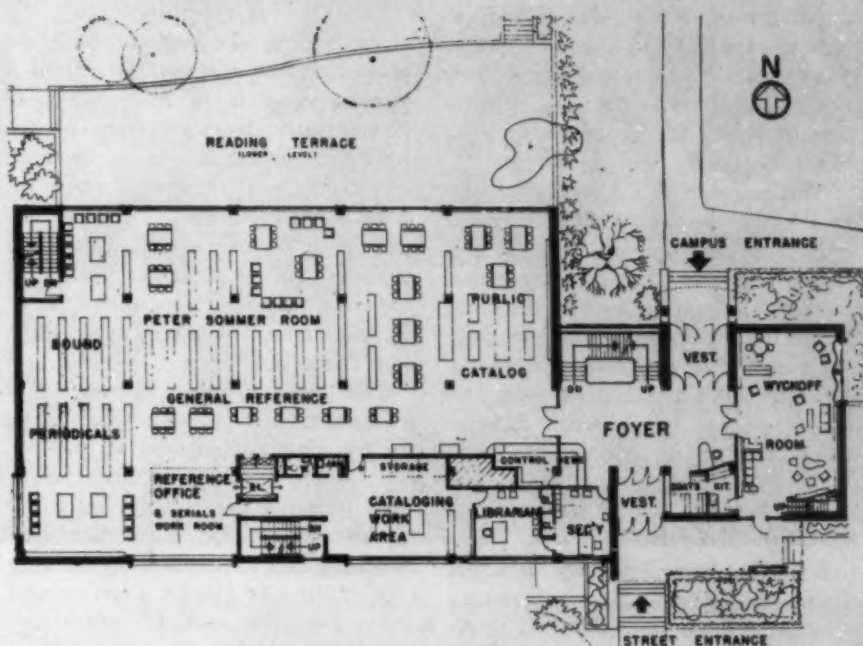 N
READING TERRACE
(LOWER LEVEL)
CAMPUS ENTRANCE
UP DN
PUBLIC
PETER SOMMER ROOM
BOUND
VEST.
CATALOG
WYCKOFF
DN UP
GENERAL REFERENCE
FOYER
PERIODICALS
ROOM
STORAGE
CONTROL
REFERENCE
OFFICE
EL.
COATS KIT.
& SERIALS
WORK ROOM
CATALOGING
WORK
AREA
LIBRARIAN
VEST.
SEC'Y
DN
UP
STREET ENTRANCE